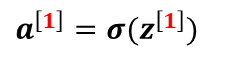 a^[1] = σ(z^[1])